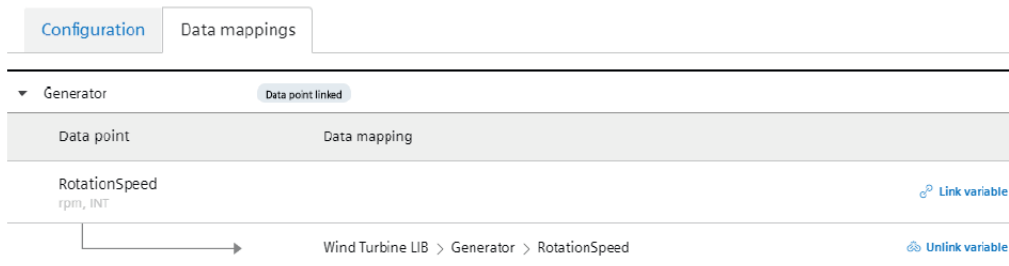 Configuration Data mappings
Generator Data point linked
Data point Data mapping
RotationSpeed
rpm, INT
Link variable
Wind Turbine LIB > Generator > RotationSpeed Unlink variable